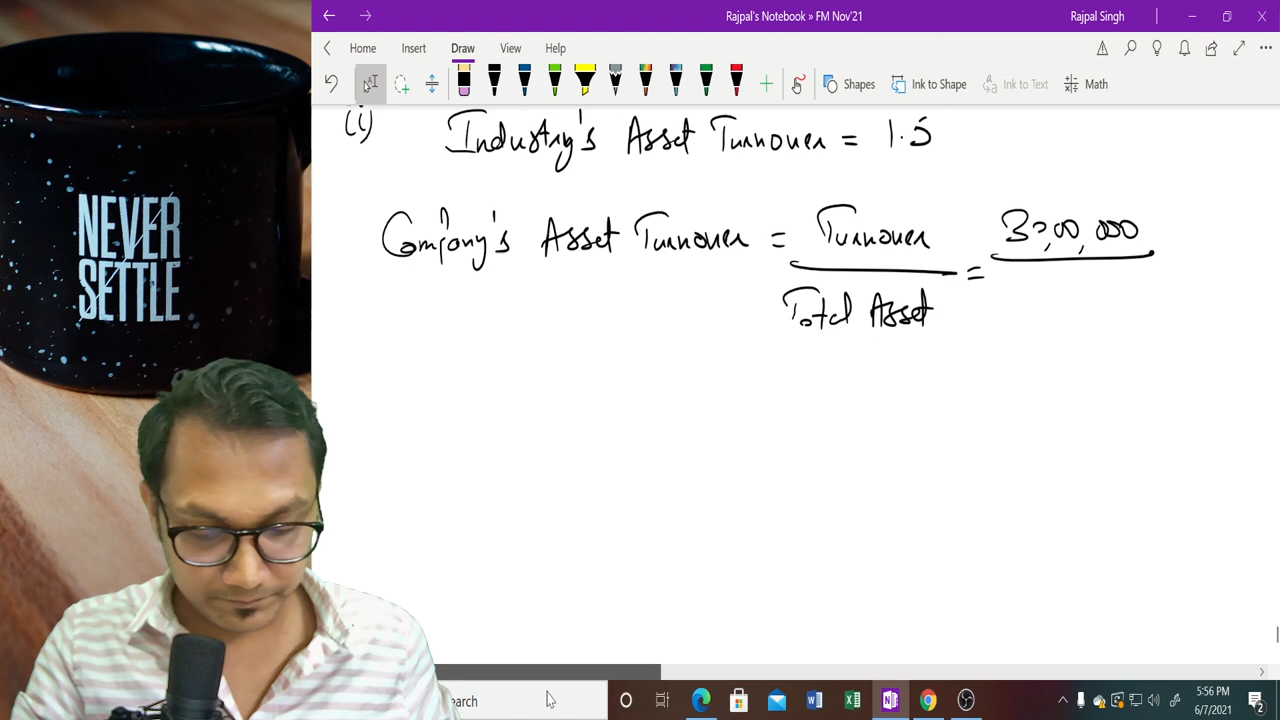 Rajpal's Notebook » FM Nov'21
Rajpal Singh
Home Insert Draw View Help
Shapes Ink to Shape Ink to Text Math
(i) Industry's Asset Turnover = 1.5
Company's Asset Turnover = Turnover / Total Asset = 30,00,000
NEVER
SETTLE
earch
5:56 PM
6/7/2021
2